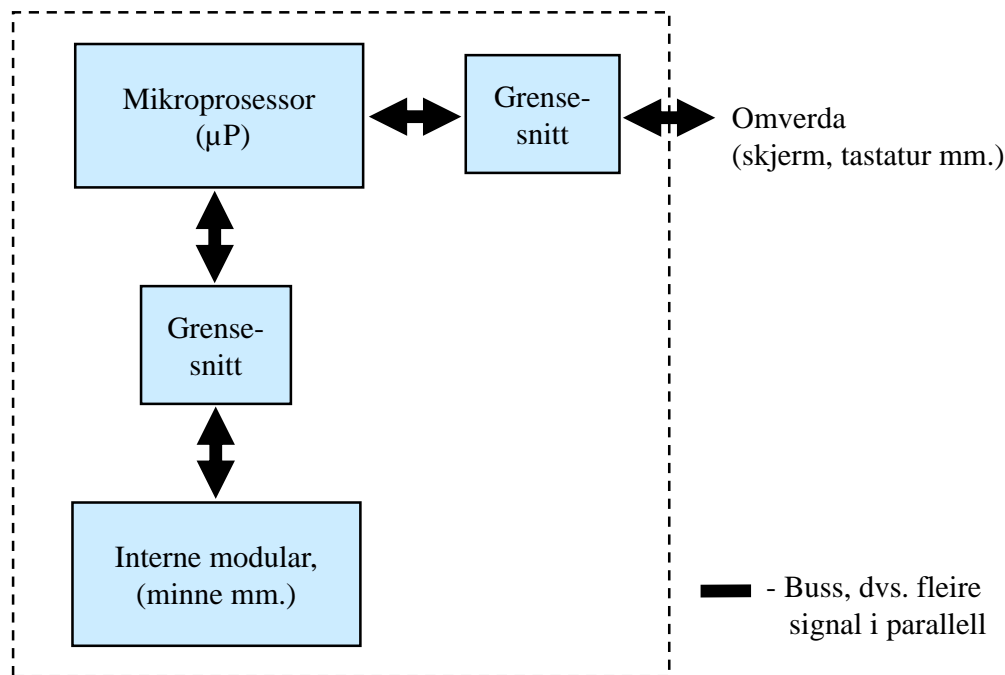 Mikroprosessor
(µP)
Grense-
snitt
Omverda
(skjerm, tastatur mm.)
Grense-
snitt
Interne modular,
(minne mm.)
- Buss, dvs. fleire
signal i parallell